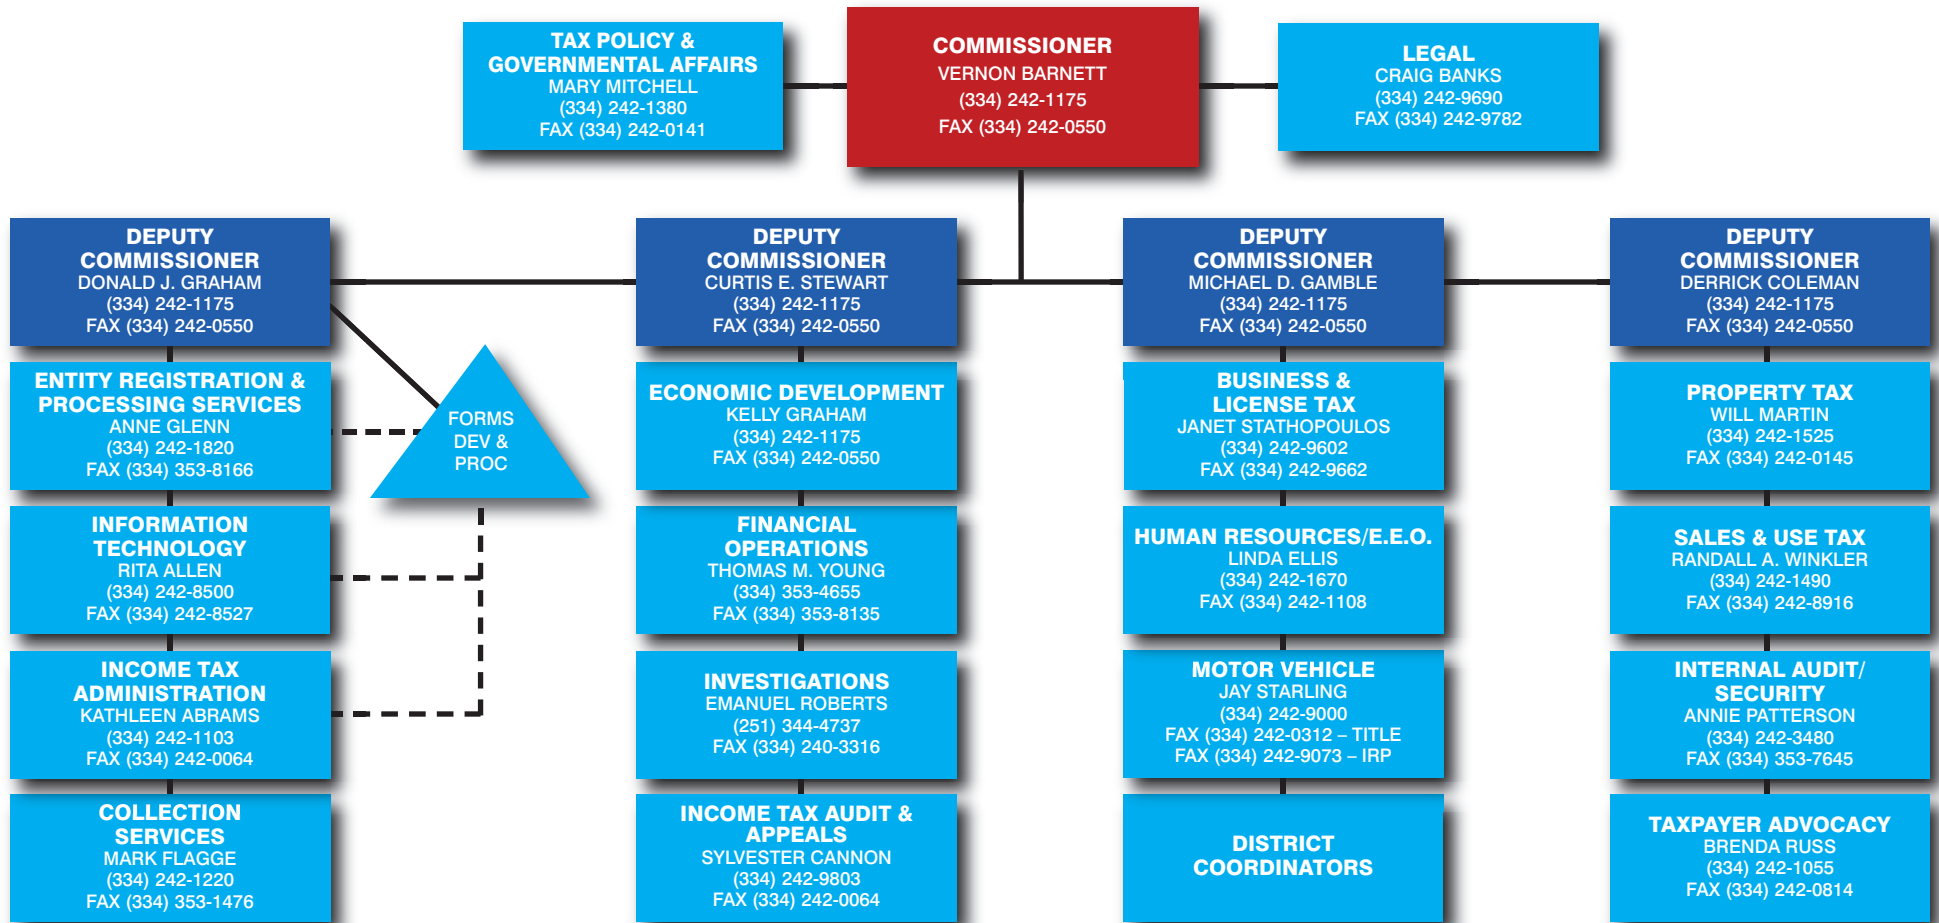 TAX POLICY &
GOVERNMENTAL AFFAIRS
MARY MITCHELL
(334) 242-1380
FAX (334) 242-0141
COMMISSIONER
VERNON BARNETT
(334) 242-1175
FAX (334) 242-0550
LEGAL
CRAIG BANKS
(334) 242-9690
FAX (334) 242-9782
DEPUTY
COMMISSIONER
DONALD J. GRAHAM
(334) 242-1175
FAX (334) 242-0550
ENTITY REGISTRATION &
PROCESSING SERVICES
ANNE GLENN
(334) 242-1820
FAX (334) 353-8166
FORMS
DEV &
PROC
INFORMATION
TECHNOLOGY
RITA ALLEN
(334) 242-8500
FAX (334) 242-8527
INCOME TAX
ADMINISTRATION
KATHLEEN ABRAMS
(334) 242-1103
FAX (334) 242-0064
COLLECTION
SERVICES
MARK FLAGGE
(334) 242-1220
FAX (334) 353-1476
DEPUTY
COMMISSIONER
CURTIS E. STEWART
(334) 242-1175
FAX (334) 242-0550
ECONOMIC DEVELOPMENT
KELLY GRAHAM
(334) 242-1175
FAX (334) 242-0550
FINANCIAL
OPERATIONS
THOMAS M. YOUNG
(334) 353-4655
FAX (334) 353-8135
INVESTIGATIONS
EMANUEL ROBERTS
(251) 344-4737
FAX (334) 240-3316
INCOME TAX AUDIT &
APPEALS
SYLVESTER CANNON
(334) 242-9803
FAX (334) 242-0064
DEPUTY
COMMISSIONER
MICHAEL D. GAMBLE
(334) 242-1175
FAX (334) 242-0550
BUSINESS &
LICENSE TAX
JANET STATHOPOULOS
(334) 242-9602
FAX (334) 242-9662
HUMAN RESOURCES/E.E.O.
LINDA ELLIS
(334) 242-1670
FAX (334) 242-1108
MOTOR VEHICLE
JAY STARLING
(334) 242-9000
FAX (334) 242-0312 – TITLE
FAX (334) 242-9073 – IRP
DISTRICT
COORDINATORS
DEPUTY
COMMISSIONER
DERRICK COLEMAN
(334) 242-1175
FAX (334) 242-0550
PROPERTY TAX
WILL MARTIN
(334) 242-1525
FAX (334) 242-0145
SALES & USE TAX
RANDALL A. WINKLER
(334) 242-1490
FAX (334) 242-8916
INTERNAL AUDIT/
SECURITY
ANNIE PATTERSON
(334) 242-3480
FAX (334) 353-7645
TAXPAYER ADVOCACY
BRENDA RUSS
(334) 242-1055
FAX (334) 242-0814